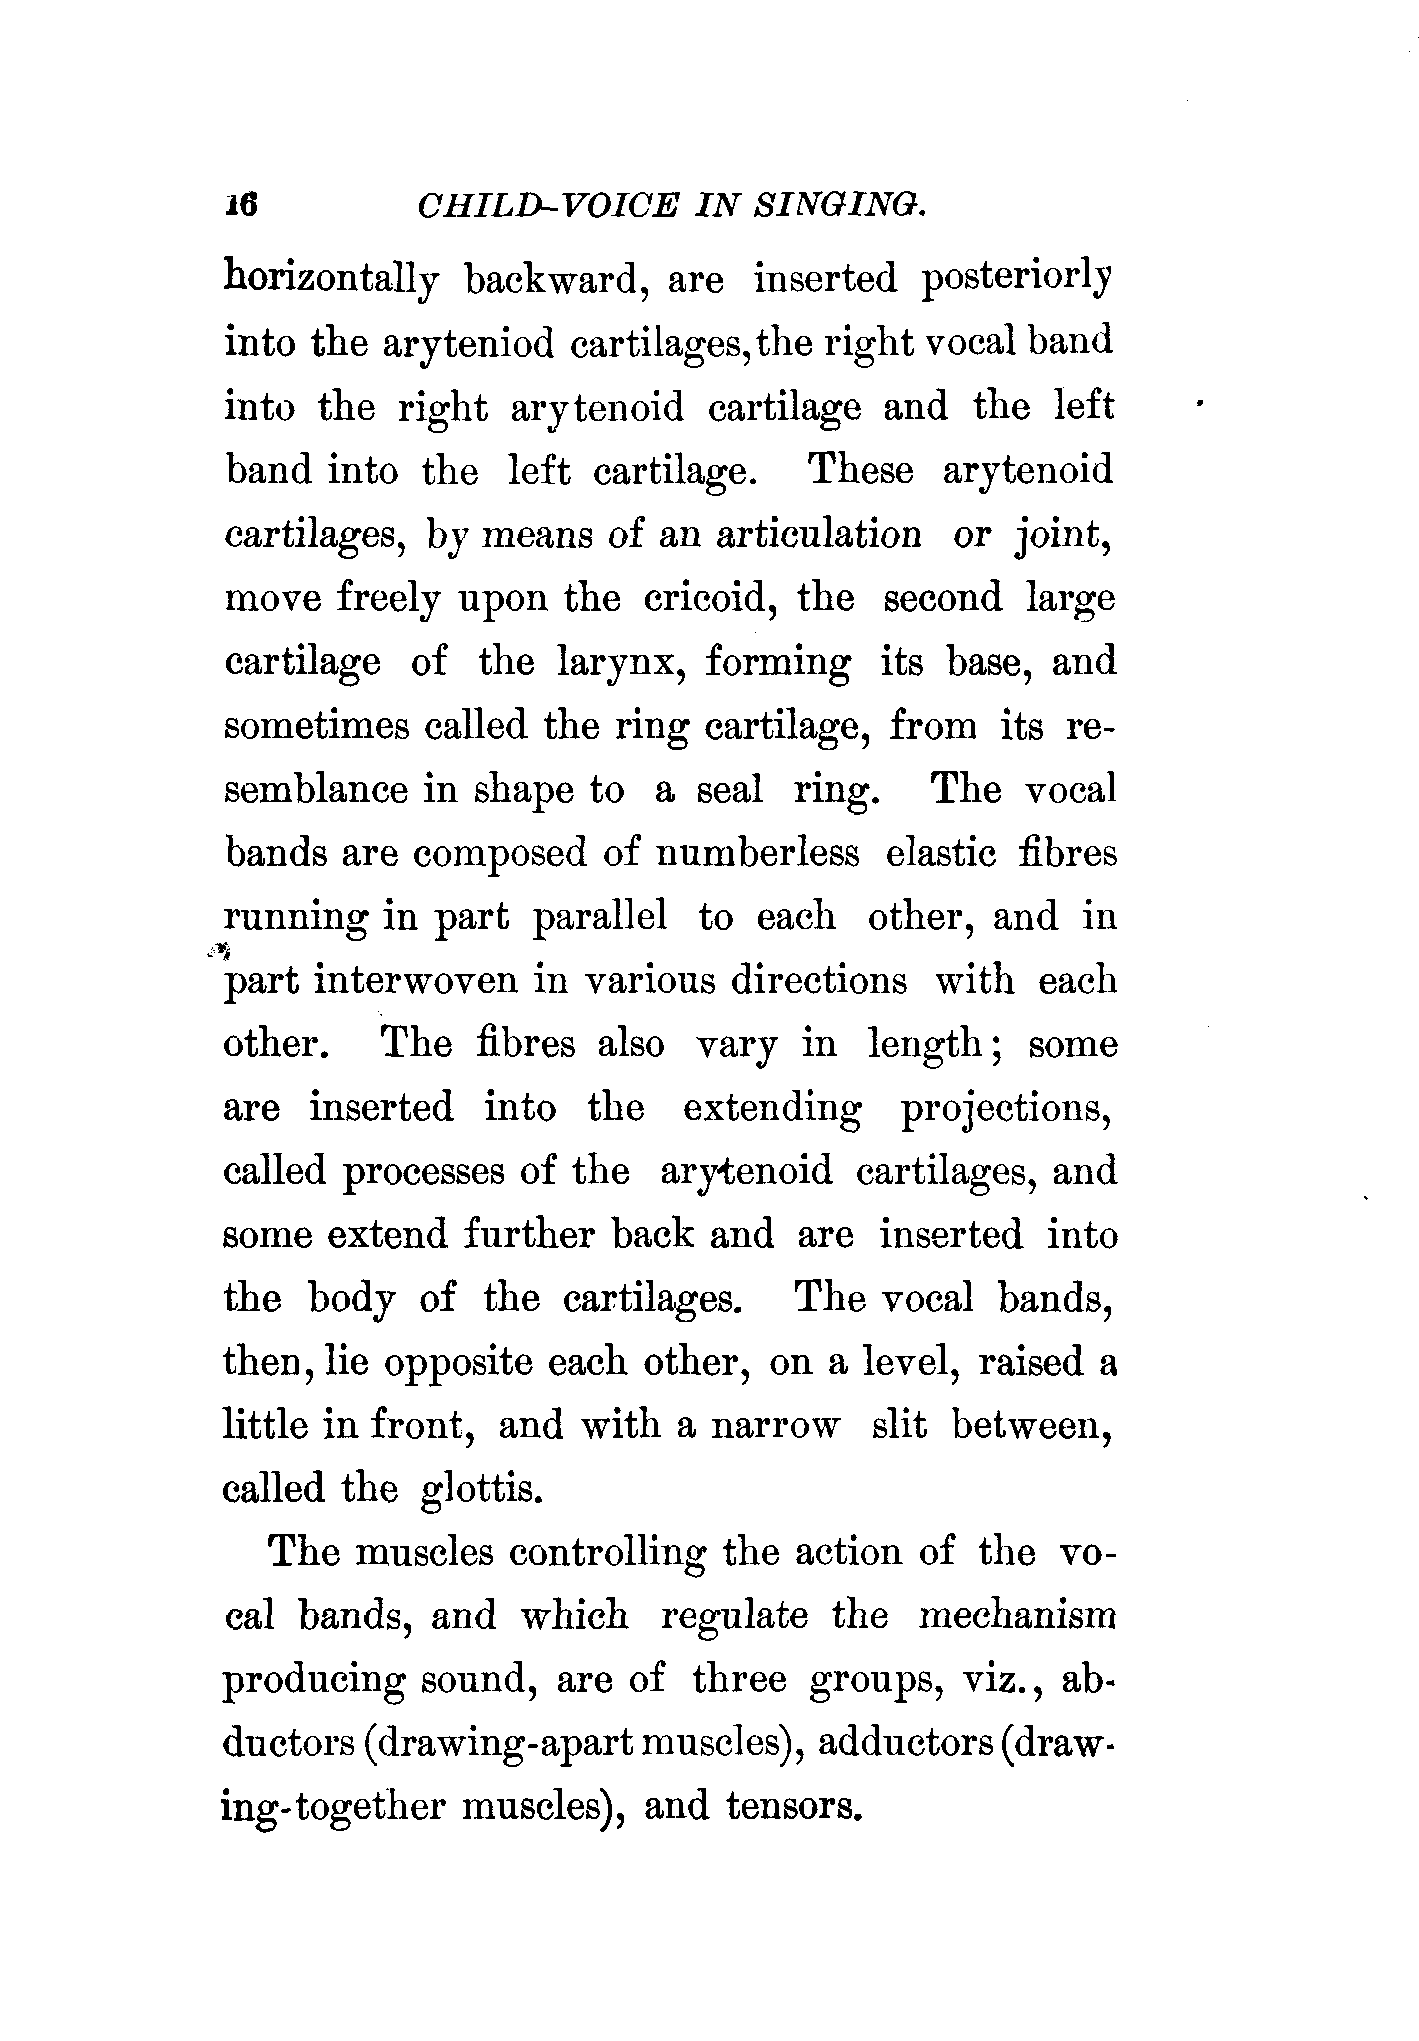 16 CHILD-VOICE IN SINGING.
horizontally backward, are inserted posteriorly
into the aryteniod cartilages, the right vocal band
into the right arytenoid cartilage and the left
band into the left cartilage. These arytenoid
cartilages, by means of an articulation or joint,
move freely upon the cricoid, the second large
cartilage of the larynx, forming its base, and
sometimes called the ring cartilage, from its re-
semblance in shape to a seal ring. The vocal
bands are composed of numberless elastic fibres
running in part parallel to each other, and in
part interwoven in various directions with each
other. The fibres also vary in length; some
are inserted into the extending projections,
called processes of the arytenoid cartilages, and
some extend further back and are inserted into
the body of the cartilages. The vocal bands,
then, lie opposite each other, on a level, raised a
little in front, and with a narrow slit between,
called the glottis.
The muscles controlling the action of the vo-
cal bands, and which regulate the mechanism
producing sound, are of three groups, viz., ab-
ductors (drawing-apart muscles), adductors (draw-
ing-together muscles), and tensors.